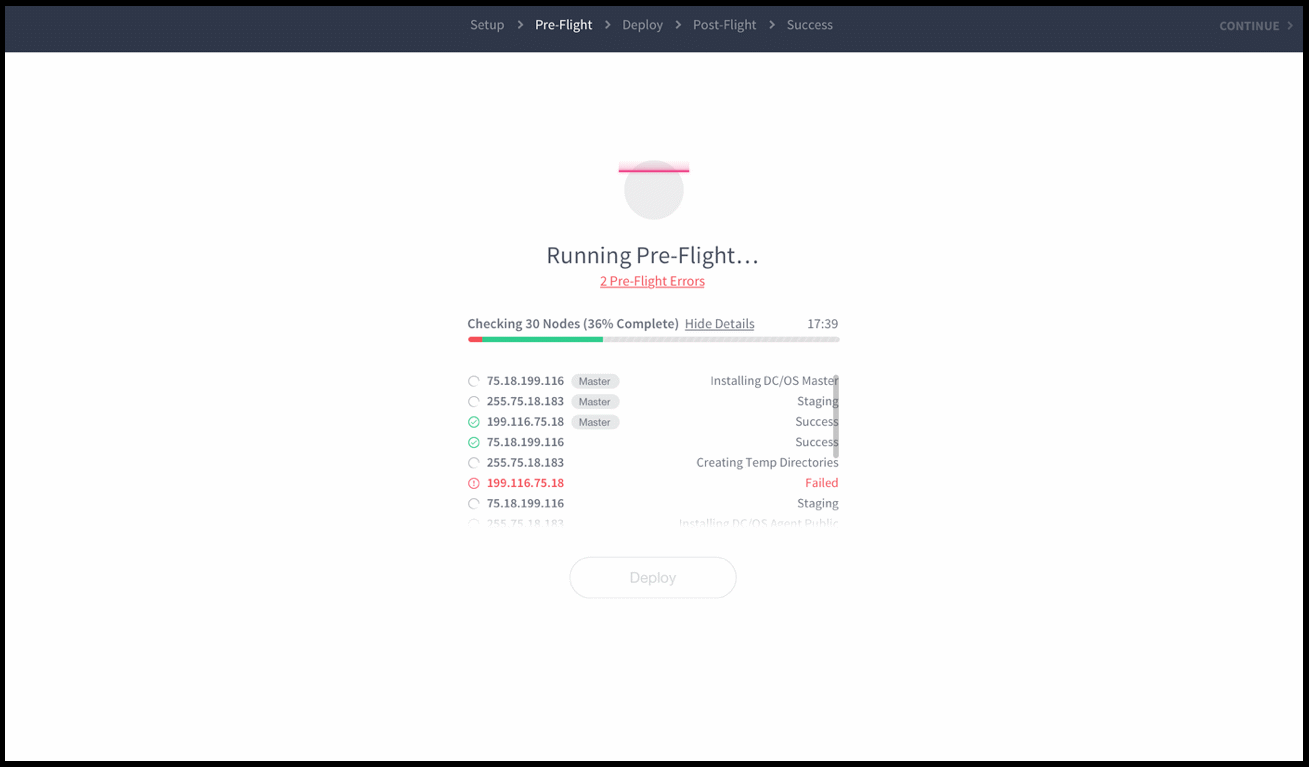 Setup > Pre-Flight > Deploy > Post-Flight > Success CONTINUE >
Running Pre-Flight...
2 Pre-Flight Errors
Checking 30 Nodes (36% Complete) Hide Details 17:39
75.18.199.116 Master Installing DC/OS Master
255.75.18.183 Master Staging
199.116.75.18 Master Success
75.18.199.116 Success
255.75.18.183 Creating Temp Directories
199.116.75.18 Failed
75.18.199.116 Staging
255.75.18.183 Installing DC/OS Agent Public
Deploy